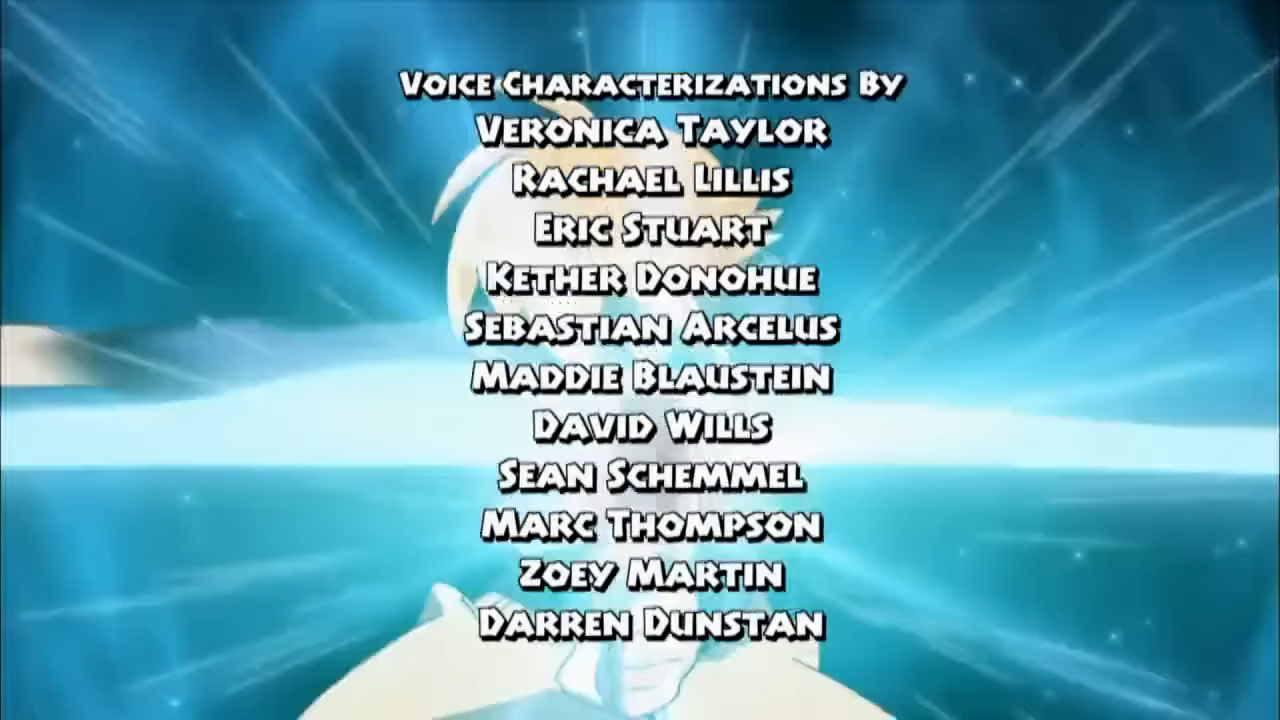 Voice Characterizations By
Veronica Taylor
Rachael Lillis
Eric Stuart
Kether Donohue
Sebastian Arcelus
Maddie Blaustein
David Wills
Sean Schemmel
Marc Thompson
Zoey Martin
Darren Dunstan